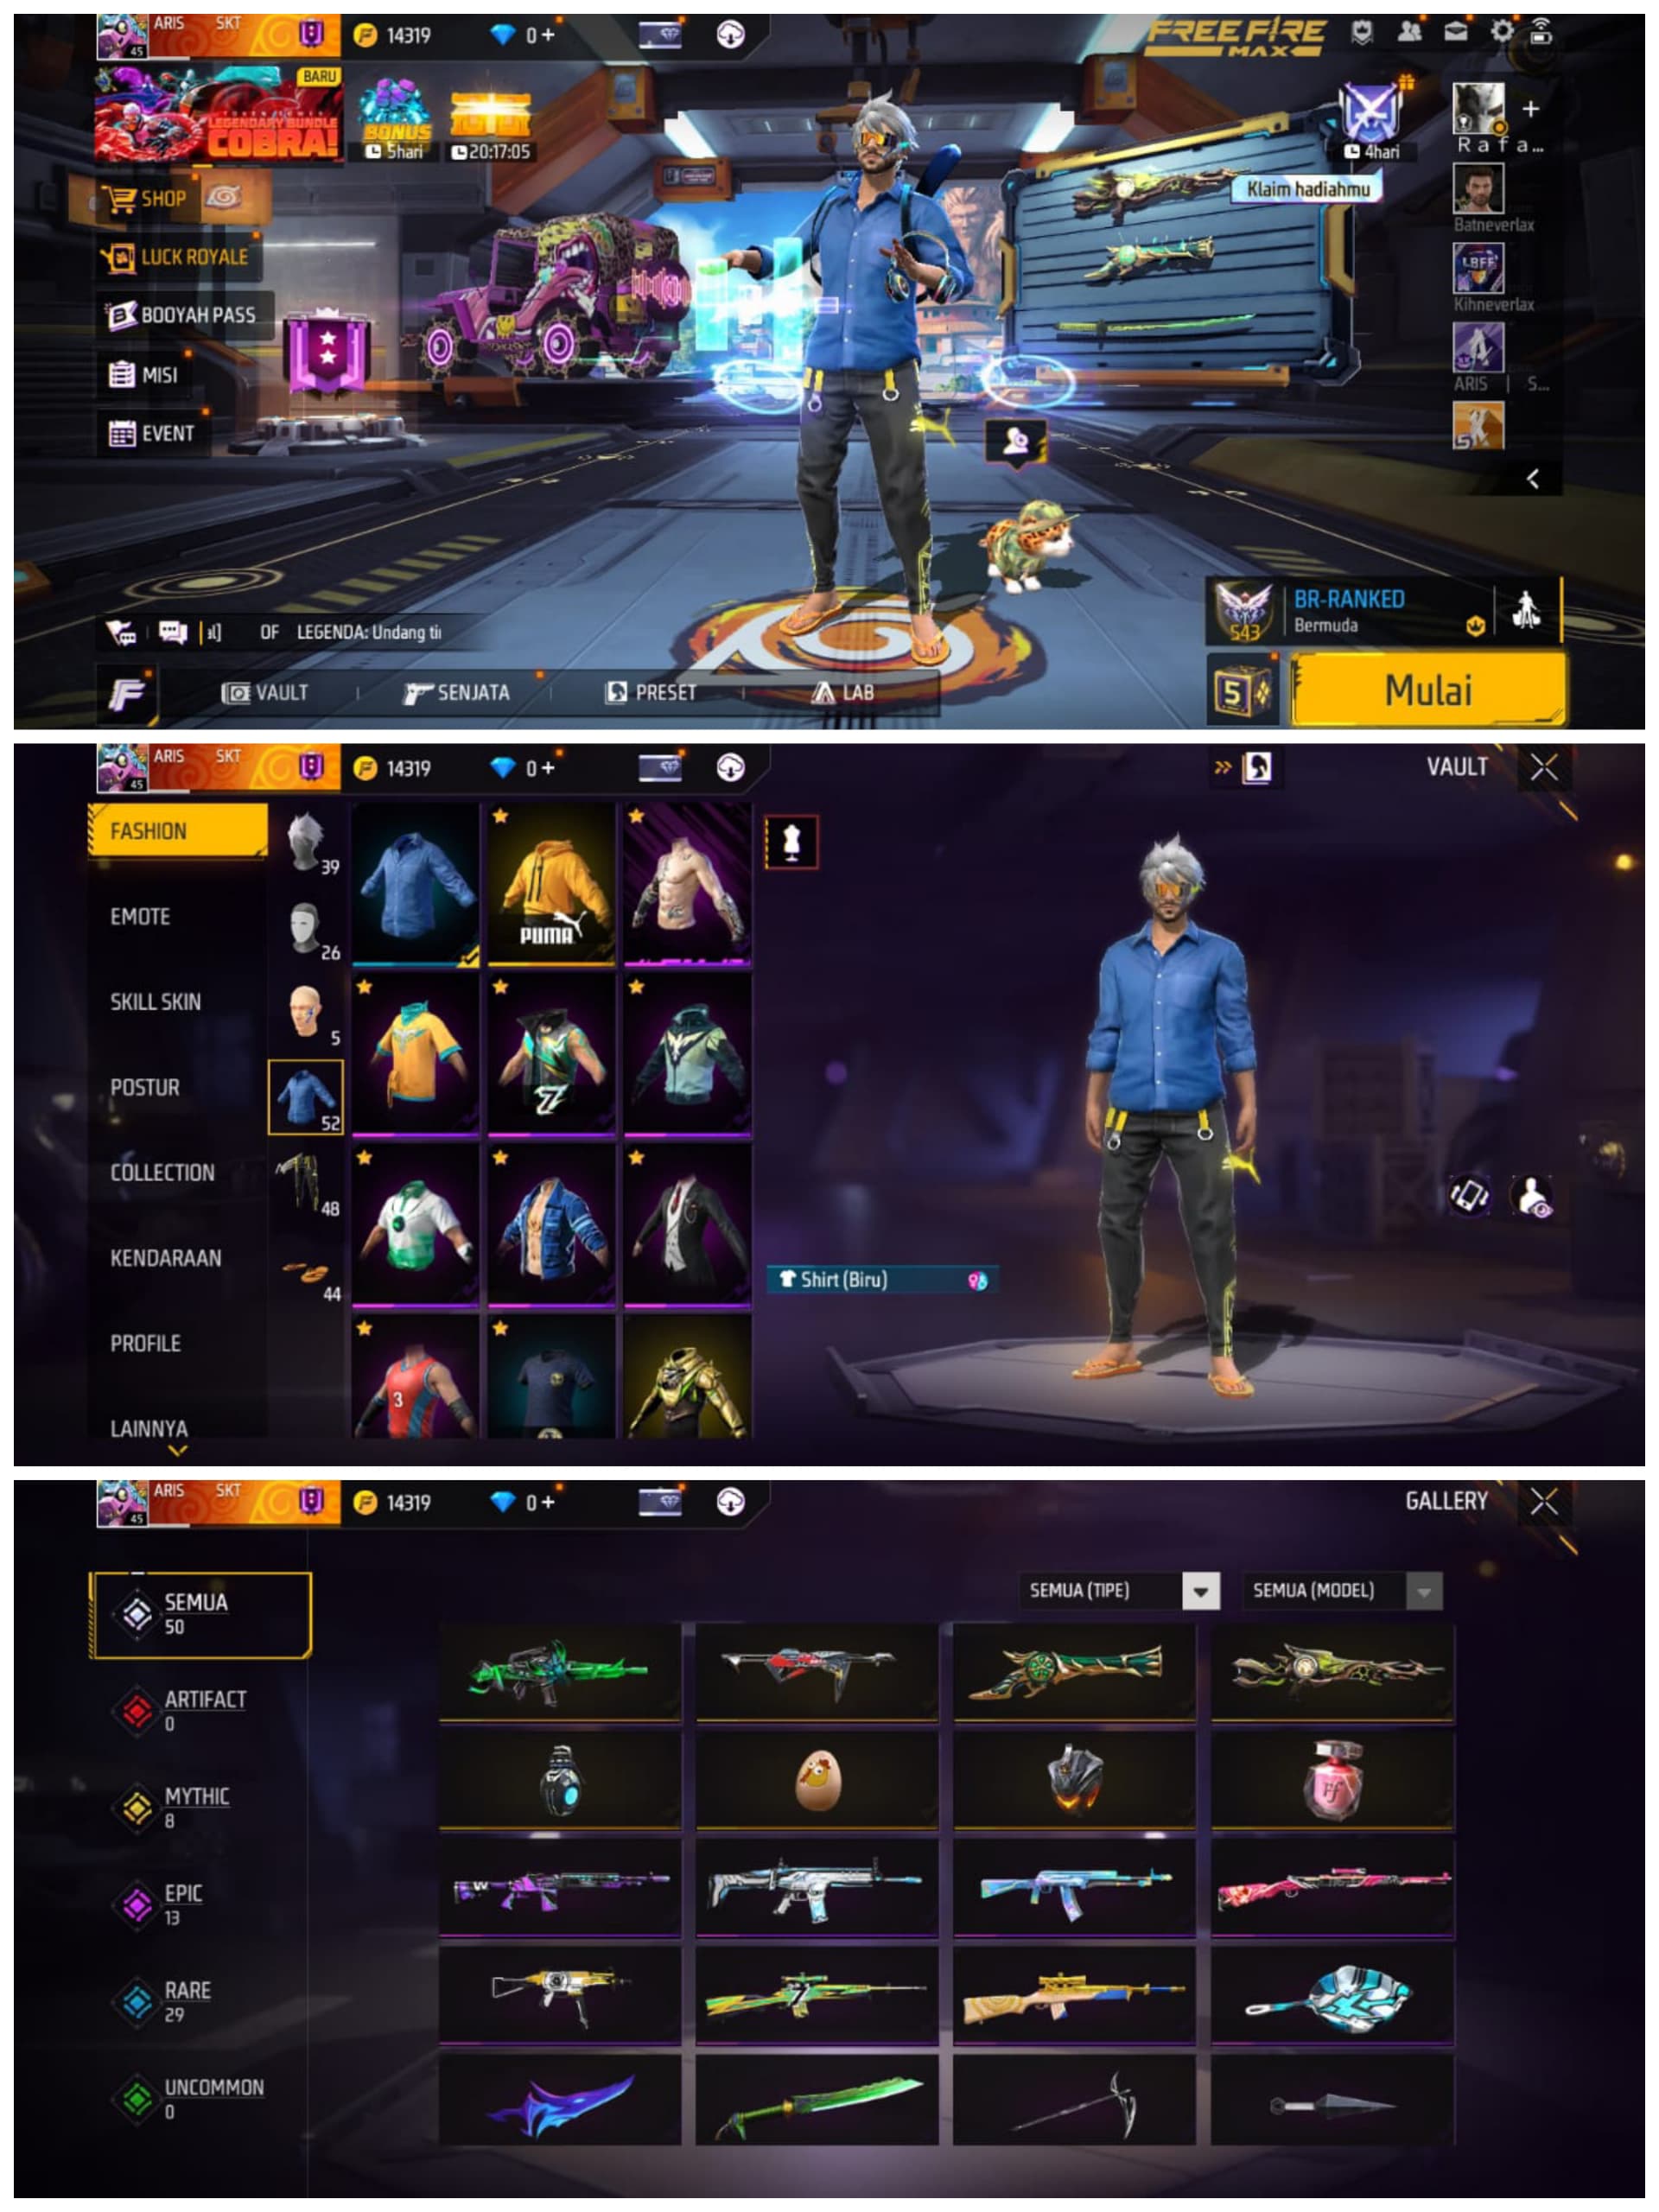 ARIS SKT
45
14319
0 +
FREE FIRE
MAX
BARU
LEGENDARY BUNDLE
COBRA!
BONUS
5hari
20:17:05
4hari
Klaim hadiahmu
R a f a...
Batneverlax
LBFF
Kihneverlax
ARIS | S...
SHOP
LUCK ROYALE
BOOYAH PASS
MISI
EVENT
OF LEGENDA: Undang
BR-RANKED
Bermuda
S43
VAULT
SENJATA
PRESET
LAB
5
Mulai
ARIS SKT
45
14319
0 +
VAULT
FASHION
EMOTE
SKILL SKIN
POSTUR
COLLECTION
KENDARAAN
PROFILE
LAINNYA
39
26
5
52
48
44
PUMA
3
Shirt (Biru)
ARIS SKT
45
14319
0 +
GALLERY
SEMUA (TIPE)
SEMUA (MODEL)
SEMUA
50
ARTIFACT
0
MYTHIC
8
EPIC
13
RARE
29
UNCOMMON
0
Ff